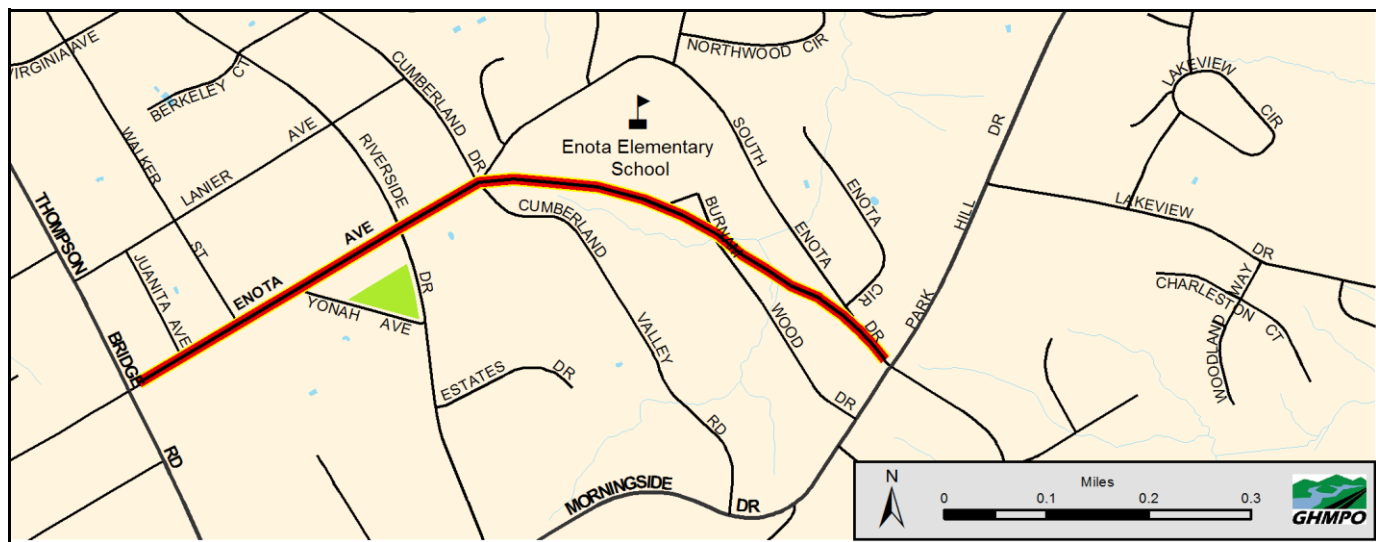 VIRGINIA AVE
BERKELEY CT
CUMBERLAND DR
NORTHWOOD CIR
LAKEVIEW CIR
WALKER ST
LANIER AVE
RIVERSIDE DR
Enota Elementary
School
SOUTH ENOTA DR
ENOTA CIR
PARK HILL DR
LAKEVIEW DR
THOMPSON BRIDGE RD
JUANITA AVE
ENOTA AVE
YONAH AVE
CUMBERLAND VALLEY RD
BURNAM WOOD DR
WOODLAND WAY
CHARLESTON CT
ESTATES DR
MORNINGSIDE DR
N
Miles
0 0.1 0.2 0.3
GHMPO